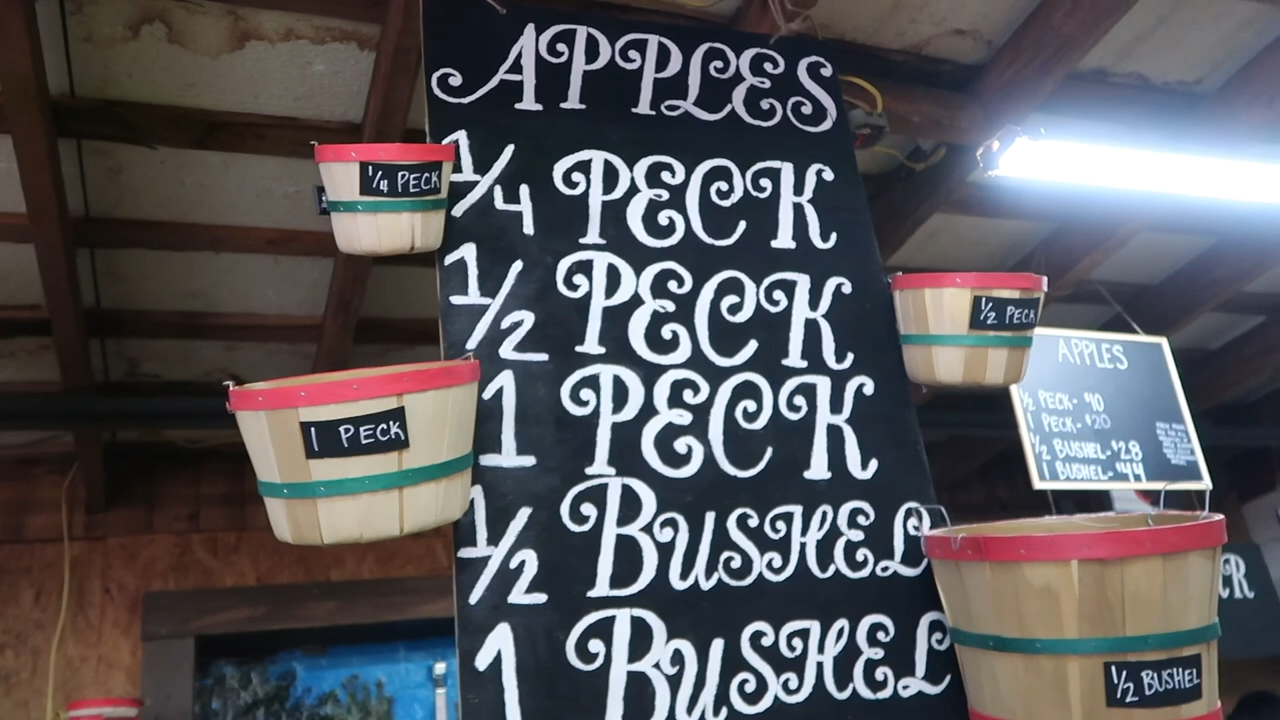 APPLES
1/4 PECK
1/2 PECK
1 PECK
1/2 BUSHEL
1 BUSHEL
1/4 PECK
1 PECK
1/2 PECK
APPLES
1/2 PECK- $10
1 PECK- $20
1/2 BUSHEL- $28
1 BUSHEL- $44
1/2 BUSHEL